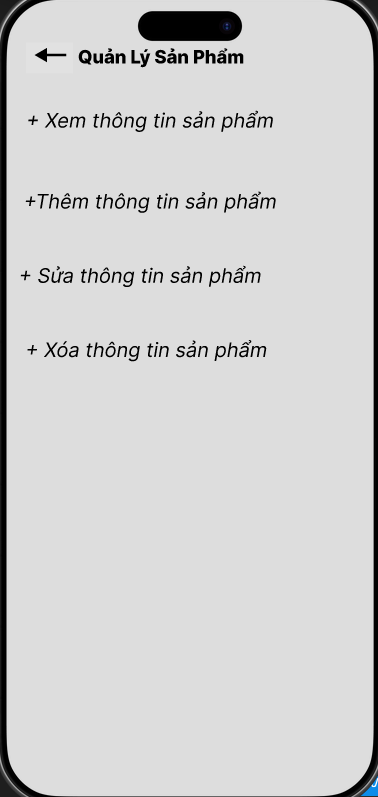 Quản Lý Sản Phẩm
+ Xem thông tin sản phẩm
+Thêm thông tin sản phẩm
+ Sửa thông tin sản phẩm
+ Xóa thông tin sản phẩm